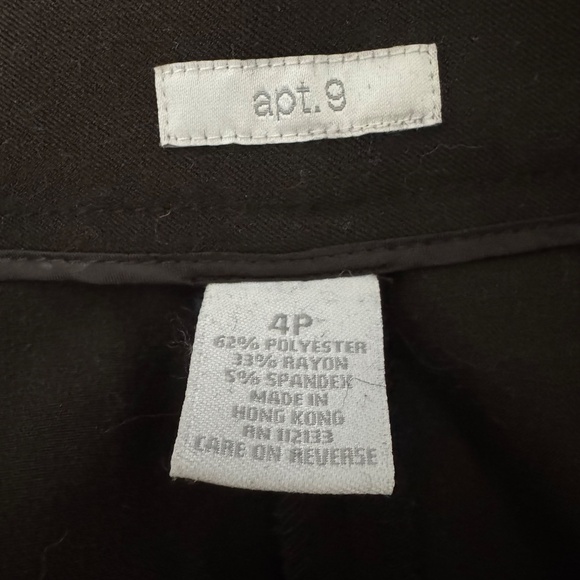 apt.9
4P
62% POLYESTER
33% RAYON
5% SPANDEX
MADE IN
HONG KONG
RN 112133
CARE ON REVERSE